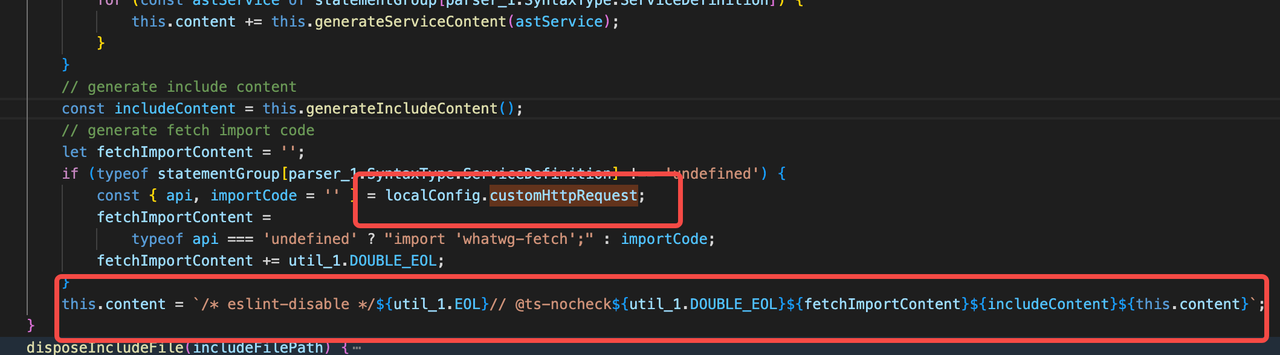 for (const astService of statementGroup[parser_1.SyntaxType.ServiceDefinition]) {
this.content += this.generateServiceContent(astService);
}
}
// generate include content
const includeContent = this.generateIncludeContent();
// generate fetch import code
let fetchImportContent = '';
if (typeof statementGroup[parser_1.SyntaxType.ServiceDefinition] !== 'undefined') {
const { api, importCode = '' } = localConfig.customHttpRequest;
fetchImportContent =
typeof api === 'undefined' ? "import 'whatwg-fetch';" : importCode;
fetchImportContent += util_1.DOUBLE_EOL;
}
this.content = `/* eslint-disable */${util_1.EOL}// @ts-nocheck${util_1.DOUBLE_EOL}${fetchImportContent}${includeContent}${this.content}`;
}
disposeIncludeFile(includeFilePath) {⋯